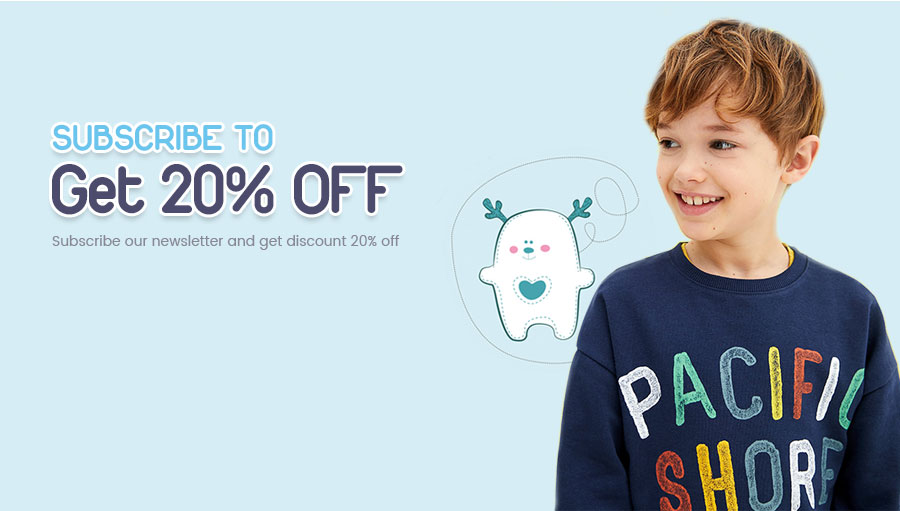 SUBSCRIBE TO
Get 20% OFF
Subscribe our newsletter and get discount 20% off
PACIFIC
SHORE